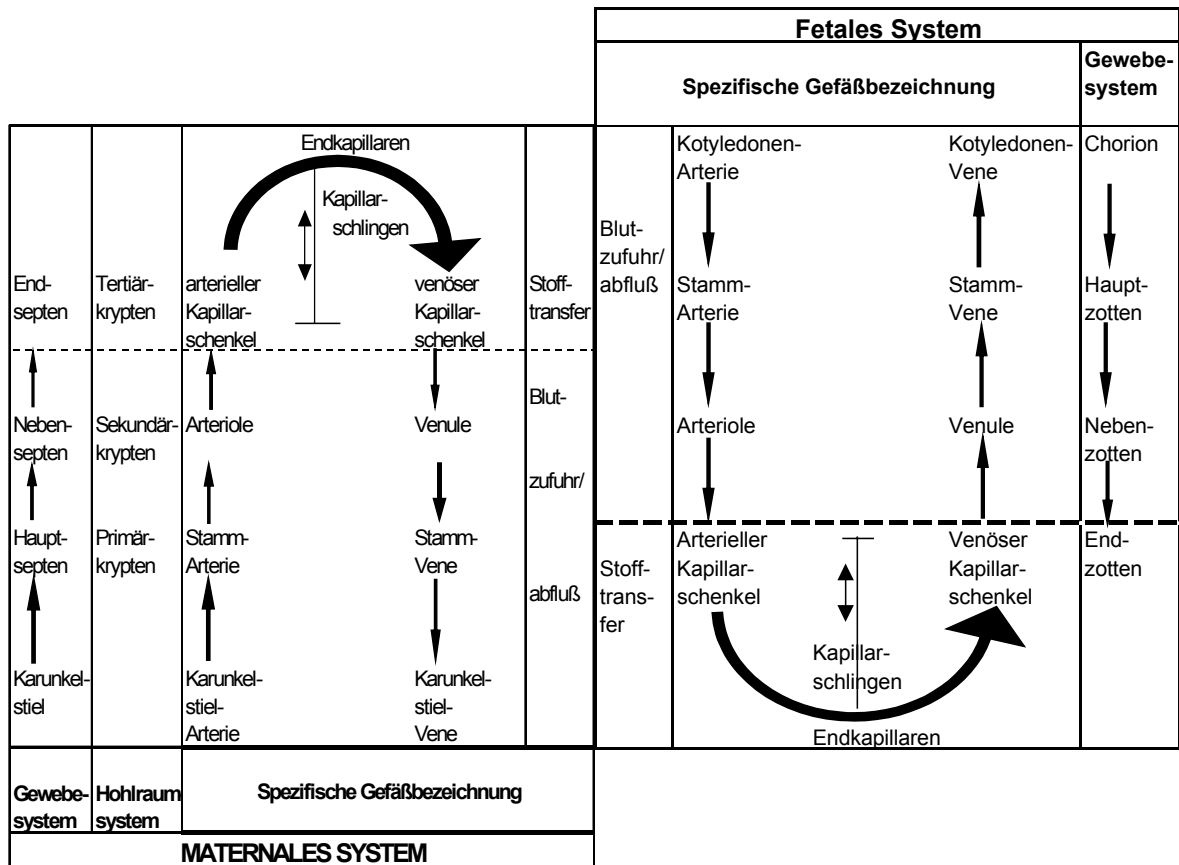 Fetales System
Spezifische Gefäßbezeichnung
Gewebe-
system
Endkapillaren
Kapillar-
schlingen
End-
septen
Tertiär-
krypten
arterieller
Kapillar-
schenkel
venöser
Kapillar-
schenkel
Stoff-
transfer
Neben-
septen
Sekundär-
krypten
Arteriole
Venule
Blut-
zufuhr/
abfluß
Haupt-
septen
Primär-
krypten
Stamm-
Arterie
Stamm-
Vene
Karunkel-
stiel
Karunkel-
stiel-
Arterie
Karunkel-
stiel-
Vene
Gewebe-
system
Hohlraum
system
Spezifische Gefäßbezeichnung
MATERNALES SYSTEM
Blut-
zufuhr/
abfluß
Kotyledonen-
Arterie
Kotyledonen-
Vene
Chorion
Stamm-
Arterie
Stamm-
Vene
Haupt-
zotten
Arteriole
Venule
Neben-
zotten
Stoff-
trans-
fer
Arterieller
Kapillar-
schenkel
Venöser
Kapillar-
schenkel
End-
zotten
Kapillar-
schlingen
Endkapillaren